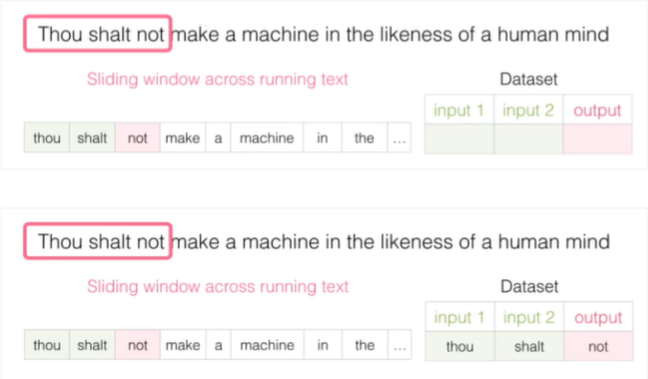 Thou shalt not make a machine in the likeness of a human mind
Sliding window across running text
Dataset
input 1 input 2 output
thou shalt not make a machine in the ...
Thou shalt not make a machine in the likeness of a human mind
Sliding window across running text
Dataset
input 1 input 2 output
thou shalt not make a machine in the ...
thou shalt not